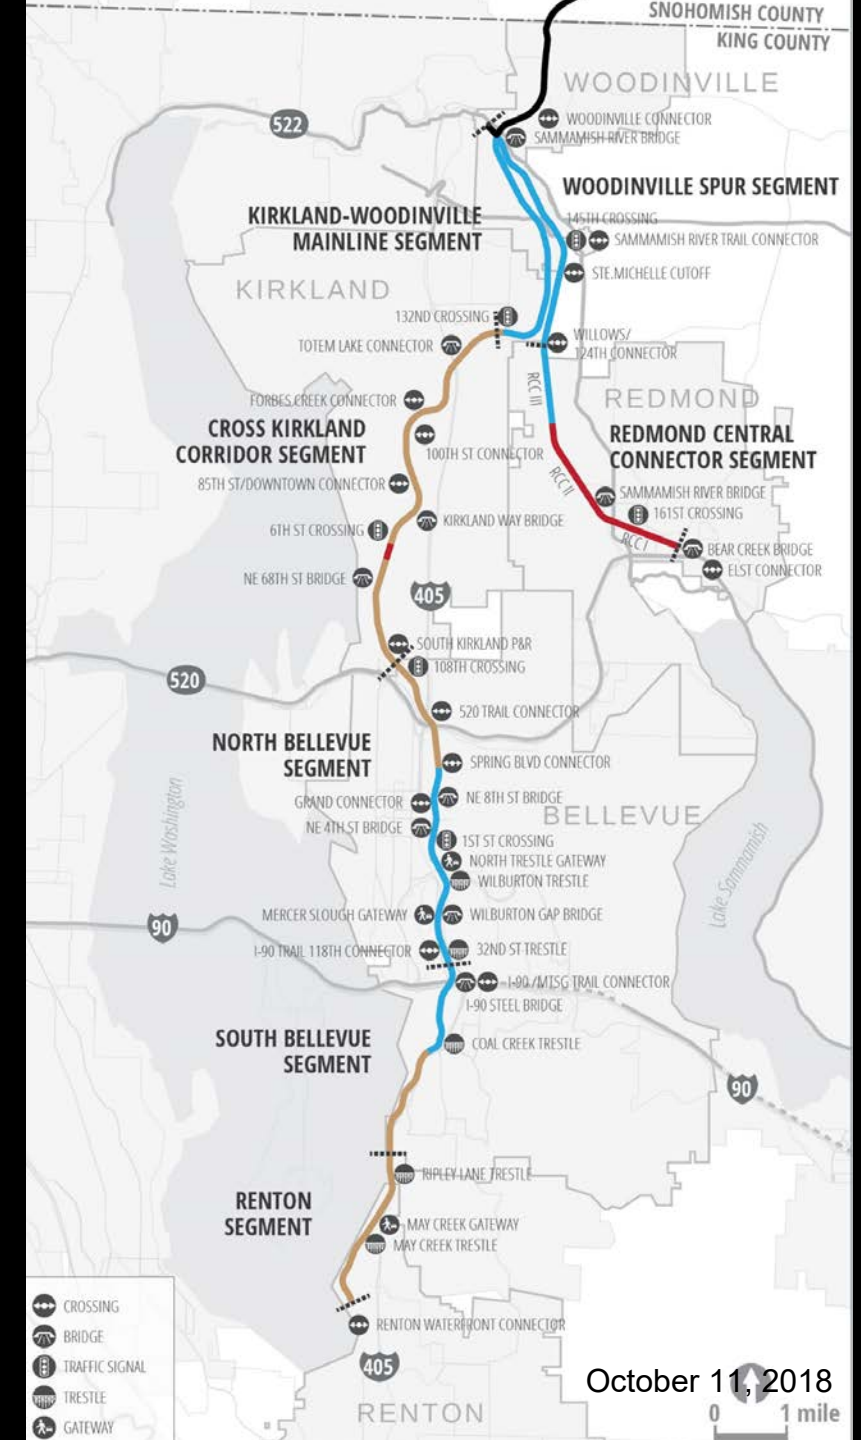 SNOHOMISH COUNTY
KING COUNTY
WOODINVILLE
522
WOODINVILLE CONNECTOR
SAMMAMISH RIVER BRIDGE
WOODINVILLE SPUR SEGMENT
KIRKLAND-WOODINVILLE
MAINLINE SEGMENT
145TH CROSSING
SAMMAMISH RIVER TRAIL CONNECTOR
STE.MICHELLE CUTOFF
KIRKLAND
132ND CROSSING
TOTEM LAKE CONNECTOR
WILLOWS/
124TH CONNECTOR
RCC III
REDMOND
FORBES CREEK CONNECTOR
CROSS KIRKLAND
CORRIDOR SEGMENT
100TH ST CONNECTOR
REDMOND CENTRAL
CONNECTOR SEGMENT
RCC II
85TH ST/DOWNTOWN CONNECTOR
SAMMAMISH RIVER BRIDGE
161ST CROSSING
6TH ST CROSSING
KIRKLAND WAY BRIDGE
RCC I
BEAR CREEK BRIDGE
ELST CONNECTOR
NE 68TH ST BRIDGE
405
SOUTH KIRKLAND P&R
108TH CROSSING
520
520 TRAIL CONNECTOR
NORTH BELLEVUE
SEGMENT
SPRING BLVD CONNECTOR
GRAND CONNECTOR
NE 8TH ST BRIDGE
BELLEVUE
NE 4TH ST BRIDGE
1ST ST CROSSING
NORTH TRESTLE GATEWAY
WILBURTON TRESTLE
Lake Washington
Lake Sammamish
MERCER SLOUGH GATEWAY
WILBURTON GAP BRIDGE
90
I-90 TRAIL 118TH CONNECTOR
32ND ST TRESTLE
I-90 /MTSG TRAIL CONNECTOR
I-90 STEEL BRIDGE
SOUTH BELLEVUE
SEGMENT
COAL CREEK TRESTLE
90
RIPLEY LANE TRESTLE
RENTON
SEGMENT
MAY CREEK GATEWAY
MAY CREEK TRESTLE
RENTON WATERFRONT CONNECTOR
405
RENTON
CROSSING
BRIDGE
TRAFFIC SIGNAL
TRESTLE
GATEWAY
October 11, 2018
0 1 mile